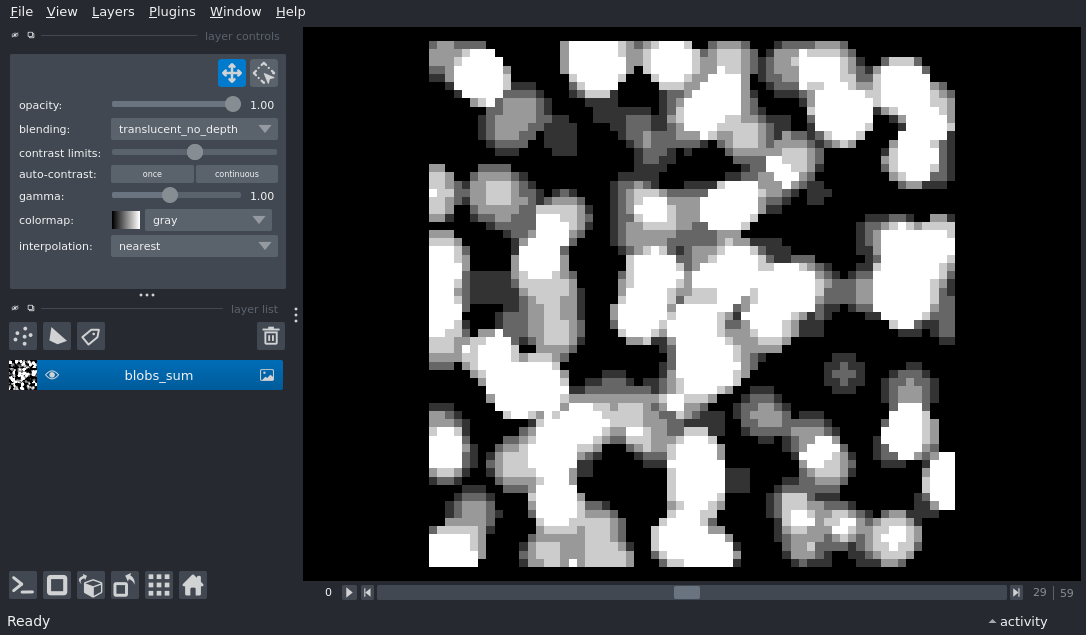 File View Layers Plugins Window Help
layer controls
opacity: 1.00
blending: translucent_no_depth
contrast limits:
auto-contrast: once continuous
gamma: 1.00
colormap: gray
interpolation: nearest
layer list
blobs_sum
0 29 59
Ready activity